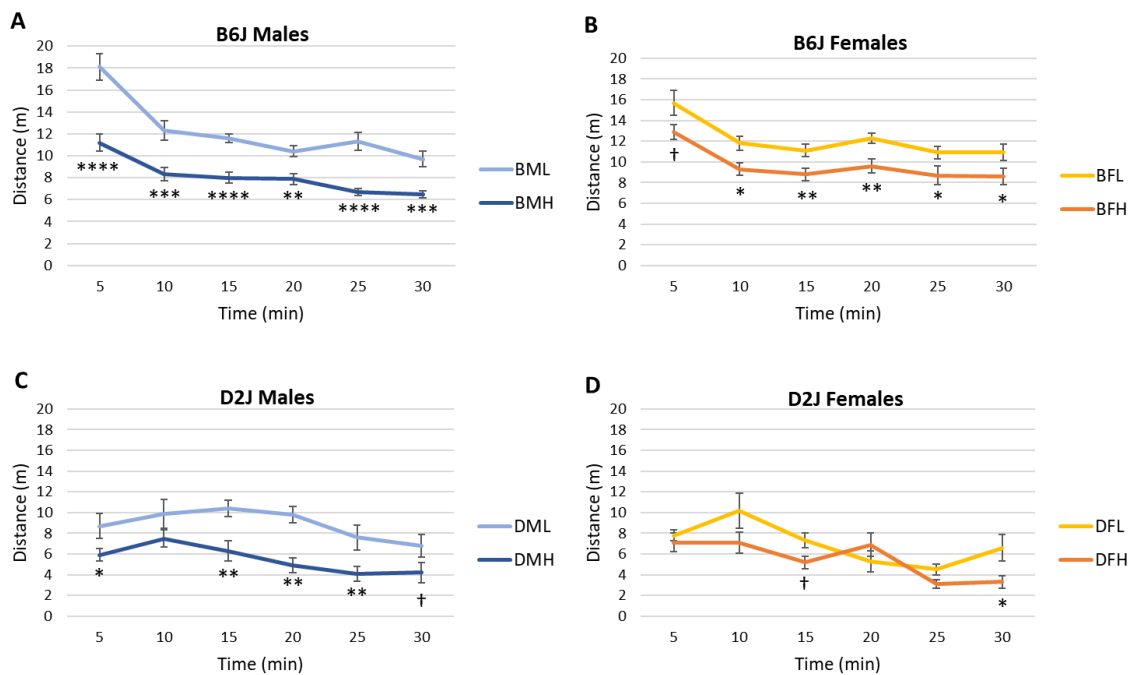 A
B6J Males
20
18
16
14
12
10
8
6
4
2
0
Distance (m)
****
***
****
**
****
***
5 10 15 20 25 30
Time (min)
BML
BMH
B
B6J Females
20
18
16
14
12
10
8
6
4
2
0
Distance (m)
†
*
**
**
*
*
5 10 15 20 25 30
Time (min)
BFL
BFH
C
D2J Males
20
18
16
14
12
10
8
6
4
2
0
Distance (m)
*
**
**
**
†
5 10 15 20 25 30
Time (min)
DML
DMH
D
D2J Females
20
18
16
14
12
10
8
6
4
2
0
Distance (m)
†
*
5 10 15 20 25 30
Time (min)
DFL
DFH